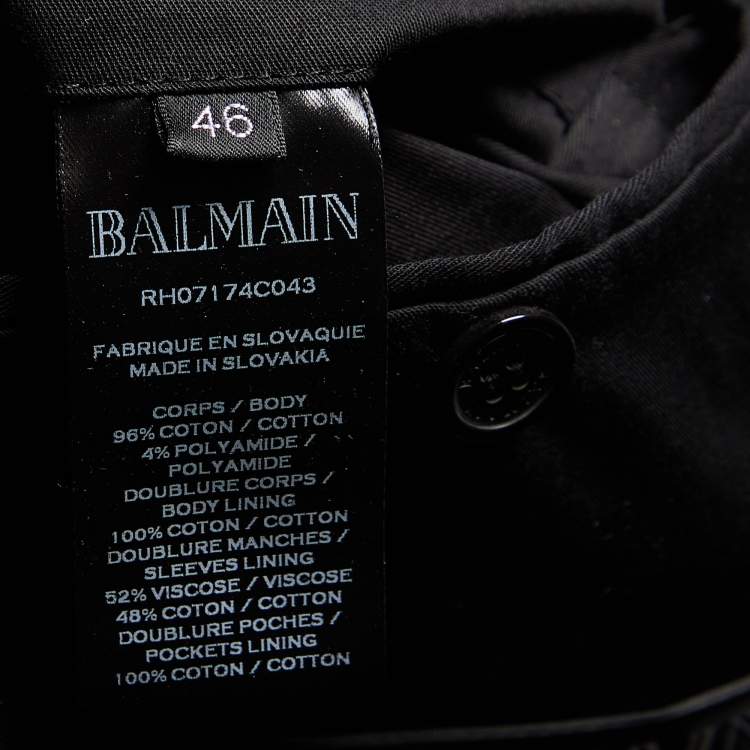 46
BALMAIN
RH07174C043
FABRIQUE EN SLOVAQUIE
MADE IN SLOVAKIA
CORPS / BODY
96% COTON / COTTON
4% POLYAMIDE /
POLYAMIDE
DOUBLURE CORPS /
BODY LINING
100% COTON / COTTON
DOUBLURE MANCHES /
SLEEVES LINING
52% VISCOSE / VISCOSE
48% COTON / COTTON
DOUBLURE POCHES /
POCKETS LINING
100% COTON / COTTON